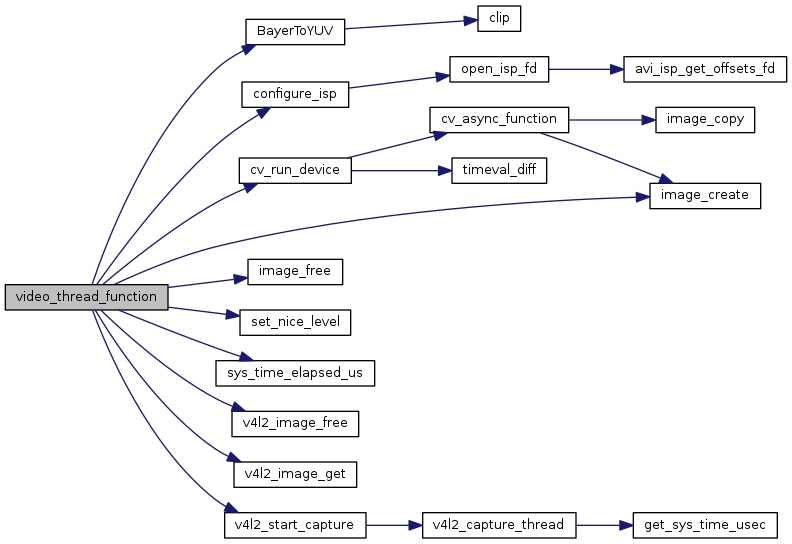 BayerToYUV
clip
configure_isp
open_isp_fd
avi_isp_get_offsets_fd
cv_run_device
cv_async_function
image_copy
timeval_diff
image_create
video_thread_function
image_free
set_nice_level
sys_time_elapsed_us
v4l2_image_free
v4l2_image_get
v4l2_start_capture
v4l2_capture_thread
get_sys_time_usec